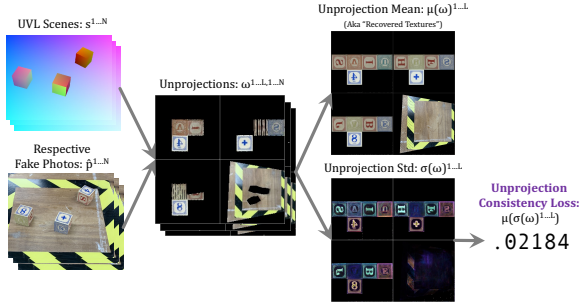 UVL Scenes: s¹…ᴺ
Respective
Fake Photos: p̂¹…ᴺ
Unprojections: ω¹…ᴸ,¹…ᴺ
Unprojection Mean: μ(ω)¹…ᴸ
(Aka "Recovered Textures")
Unprojection Std: σ(ω)¹…ᴸ
Unprojection
Consistency Loss:
μ(σ(ω)¹…ᴸ)
.02184